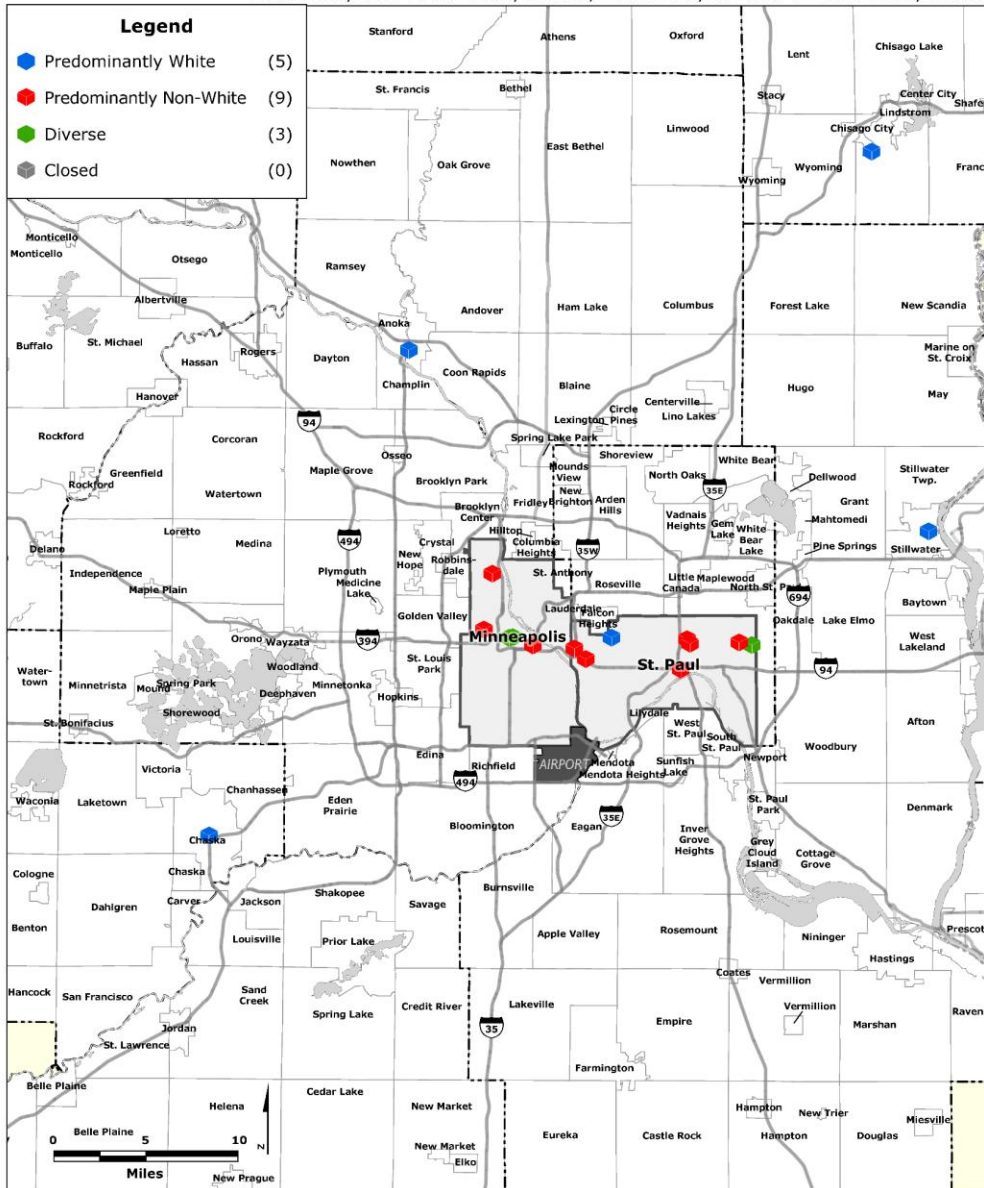 Legend
Predominantly White (5)
Predominantly Non-White (9)
Diverse (3)
Closed (0)
Stanford
Athens
Oxford
Lent
Chisago Lake
St. Francis
Bethel
Stacy
Center City
Lindstrom
Shafe
Chisago City
Linwood
Nowthen
Oak Grove
East Bethel
Wyoming
Wyoming
Franc
Monticello
Monticello
Otsego
Ramsey
Albertville
Andover
Ham Lake
Columbus
Forest Lake
New Scandia
Anoka
Buffalo
St. Michael
Hassan
Rogers
Dayton
Coon Rapids
Marine on
St. Croix
Champlin
Blaine
Hugo
May
Hanover
Centerville
Lino Lakes
Circle
Pines
Lexington
94
Rockford
Corcoran
Spring Lake Park
Osseo
Shoreview
White Bear
Greenfield
Rockford
Maple Grove
Mounds
View
North Oaks
35E
Dellwood
Stillwater
Twp.
Watertown
Brooklyn Park
New
Brighton
Arden
Hills
Grant
Brooklyn
Center
Fridley
Vadnais
Heights
Gem
Lake
White
Bear
Lake
Mahtomedi
Loretto
Medina
494
Crystal
Hilltop
Columbia
Heights
35W
Pine Springs
Stillwater
Delano
New
Hope
Robbins-
dale
St. Anthony
Roseville
Little
Canada
Maplewood
North St. Paul
694
Independence
Maple Plain
Plymouth
Medicine
Lake
Golden Valley
Lauderdale
Falcon
Heights
Oakdale
Lake Elmo
Baytown
Orono
Wayzata
394
Minneapolis
West
Lakeland
Water-
town
Minnetrista
Mound
Spring Park
Woodland
Deephaven
Minnetonka
St. Louis
Park
Hopkins
St. Paul
94
Shorewood
St. Bonifacius
Lilydale
West
St. Paul
South
St. Paul
Afton
Edina
Richfield
AIRPORT
Mendota
Mendota Heights
Sunfish
Lake
Newport
Woodbury
Victoria
494
Waconia
Laketown
Chanhassen
Eden
Prairie
Bloomington
Eagan
35E
St. Paul
Park
Denmark
Chaska
Inver
Grove
Heights
Grey
Cloud
Island
Cottage
Grove
Cologne
Chaska
Carver
Jackson
Shakopee
Burnsville
Dahlgren
Savage
Benton
Louisville
Prior Lake
Apple Valley
Rosemount
Nininger
Prescot
Hastings
Coates
Vermillion
Hancock
San Francisco
Sand
Creek
Spring Lake
Credit River
Lakeville
Vermillion
Raven
Jordan
35
Empire
Marshan
St. Lawrence
Farmington
Belle Plaine
Cedar Lake
Helena
New Market
Hampton
New Trier
Miesville
0 5 10
Miles
N
Belle Plaine
Eureka
Castle Rock
Hampton
Douglas
New Market
Elko
New Prague